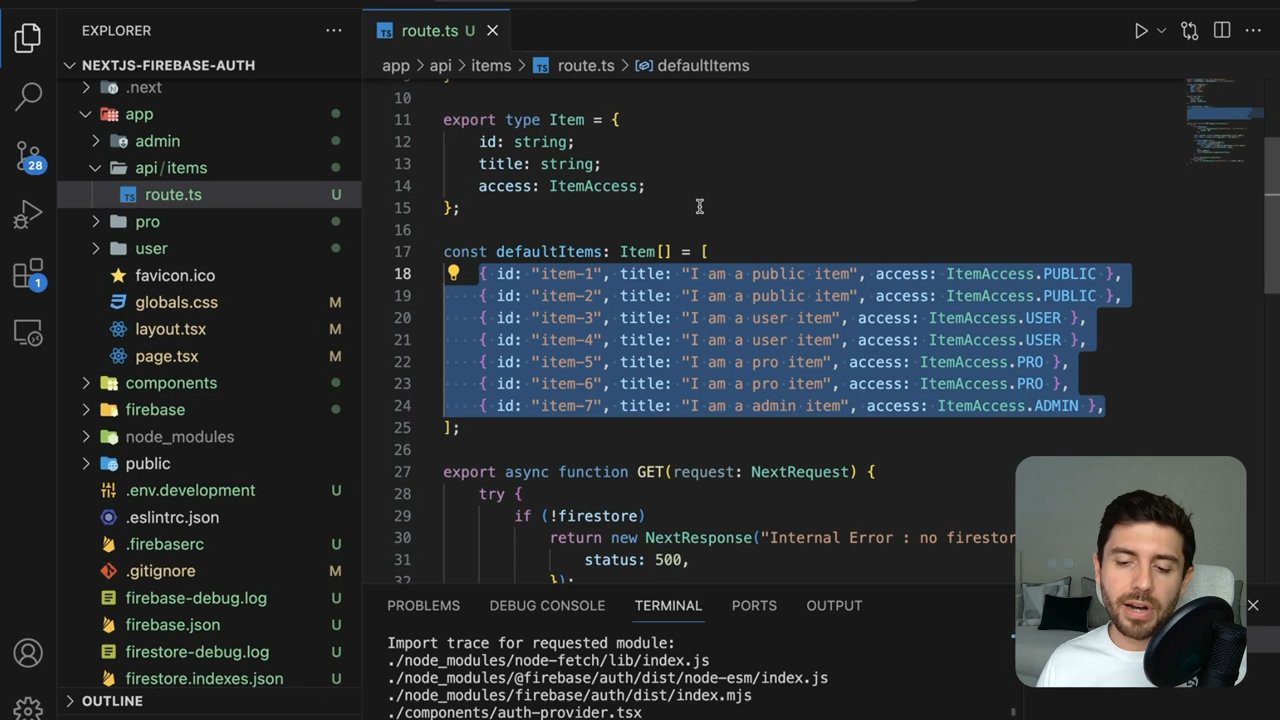 EXPLORER
NEXTJS-FIREBASE-AUTH
.next
app
admin
api/items
route.ts U
pro
user
favicon.ico
globals.css M
layout.tsx M
page.tsx M
components
firebase
node_modules
public
.env.development U
.eslintrc.json
.firebaserc U
.gitignore M
firebase-debug.log U
firebase.json U
firestore-debug.log U
firestore.indexes.json U
OUTLINE
28
1
TS route.ts U
app > api > items > TS route.ts > defaultItems
10
11 export type Item = {
12 id: string;
13 title: string;
14 access: ItemAccess;
15 };
16
17 const defaultItems: Item[] = [
18 { id: "item-1", title: "I am a public item", access: ItemAccess.PUBLIC },
19 { id: "item-2", title: "I am a public item", access: ItemAccess.PUBLIC },
20 { id: "item-3", title: "I am a user item", access: ItemAccess.USER },
21 { id: "item-4", title: "I am a user item", access: ItemAccess.USER },
22 { id: "item-5", title: "I am a pro item", access: ItemAccess.PRO },
23 { id: "item-6", title: "I am a pro item", access: ItemAccess.PRO },
24 { id: "item-7", title: "I am a admin item", access: ItemAccess.ADMIN },
25 ];
26
27 export async function GET(request: NextRequest) {
28 try {
29 if (!firestore)
30 return new NextResponse("Internal Error : no firestor
31 status: 500,
32 });
PROBLEMS DEBUG CONSOLE TERMINAL PORTS OUTPUT
Import trace for requested module:
./node_modules/node-fetch/lib/index.js
./node_modules/@firebase/auth/dist/node-esm/index.js
./node_modules/firebase/auth/dist/index.mjs
./components/auth-provider.tsx